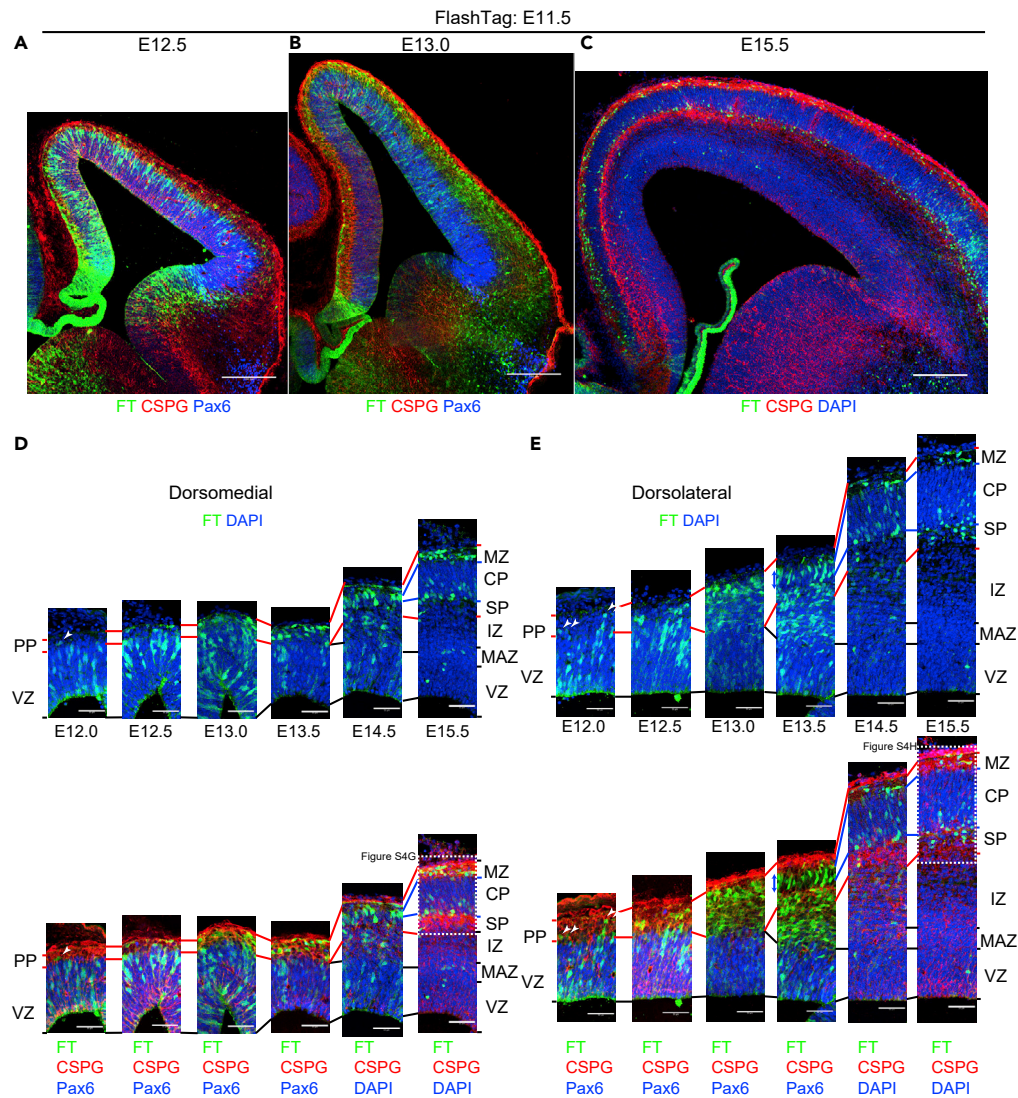 FlashTag: E11.5
A E12.5
B E13.0
C E15.5
FT CSPG Pax6
FT CSPG Pax6
FT CSPG DAPI
D
Dorsomedial
FT DAPI
MZ
CP
SP
IZ
MAZ
VZ
PP
VZ
E12.0 E12.5 E13.0 E13.5 E14.5 E15.5
Figure S4G
MZ
CP
SP
IZ
MAZ
VZ
PP
VZ
FT FT FT FT FT FT
CSPG CSPG CSPG CSPG CSPG CSPG
Pax6 Pax6 Pax6 Pax6 DAPI DAPI
E
Dorsolateral
FT DAPI
MZ
CP
SP
IZ
MAZ
VZ
PP
VZ
E12.0 E12.5 E13.0 E13.5 E14.5 E15.5
Figure S4H
MZ
CP
SP
IZ
MAZ
VZ
PP
VZ
FT FT FT FT FT FT
CSPG CSPG CSPG CSPG CSPG CSPG
Pax6 Pax6 Pax6 Pax6 DAPI DAPI